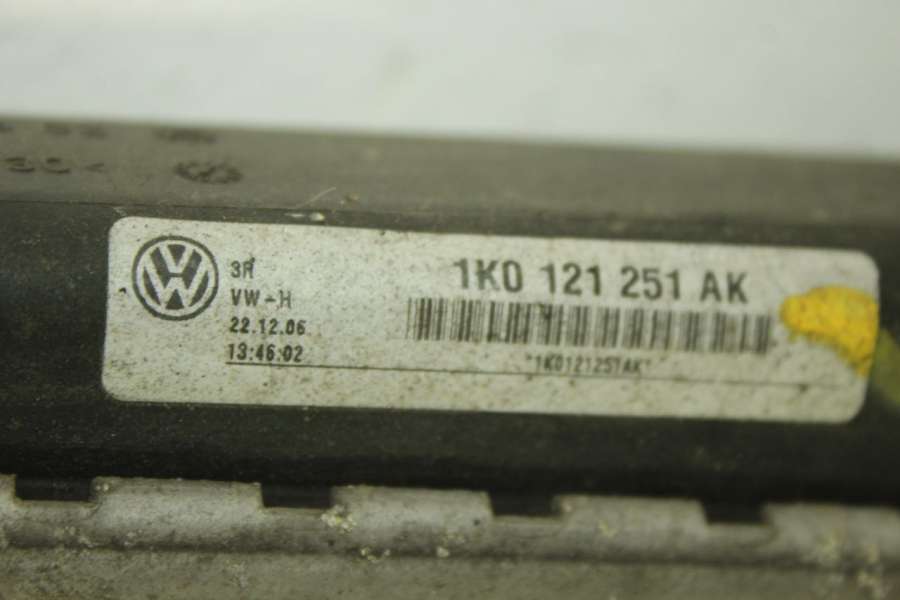 3R
VW-H
22.12.06
13:46:02
1K0 121 251 AK
*1K0121251AK*